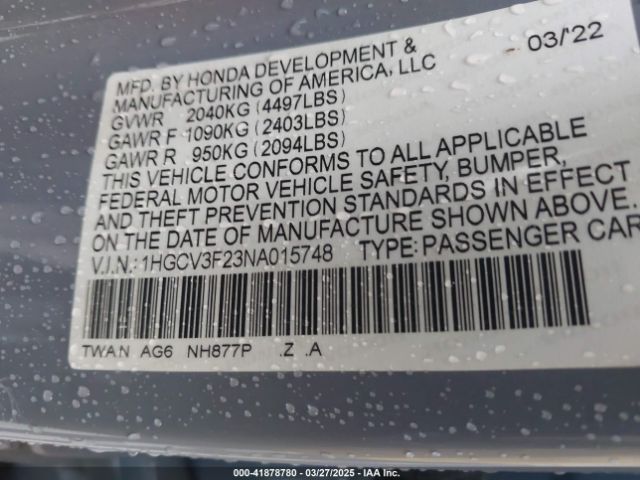 03/'22
MFD. BY HONDA DEVELOPMENT &
MANUFACTURING OF AMERICA, LLC
GVWR 2040KG (4497LBS)
GAWR F 1090KG (2403LBS)
GAWR R 950KG (2094LBS)
THIS VEHICLE CONFORMS TO ALL APPLICABLE
FEDERAL MOTOR VEHICLE SAFETY, BUMPER,
AND THEFT PREVENTION STANDARDS IN EFFECT
ON THE DATE OF MANUFACTURE SHOWN ABOVE.
V.I.N.: 1HGCV3F23NA015748 TYPE: PASSENGER CAR
TWAN AG6 NH877P .Z .A
000-41878780 | 03/27/2025 | IAA Inc.